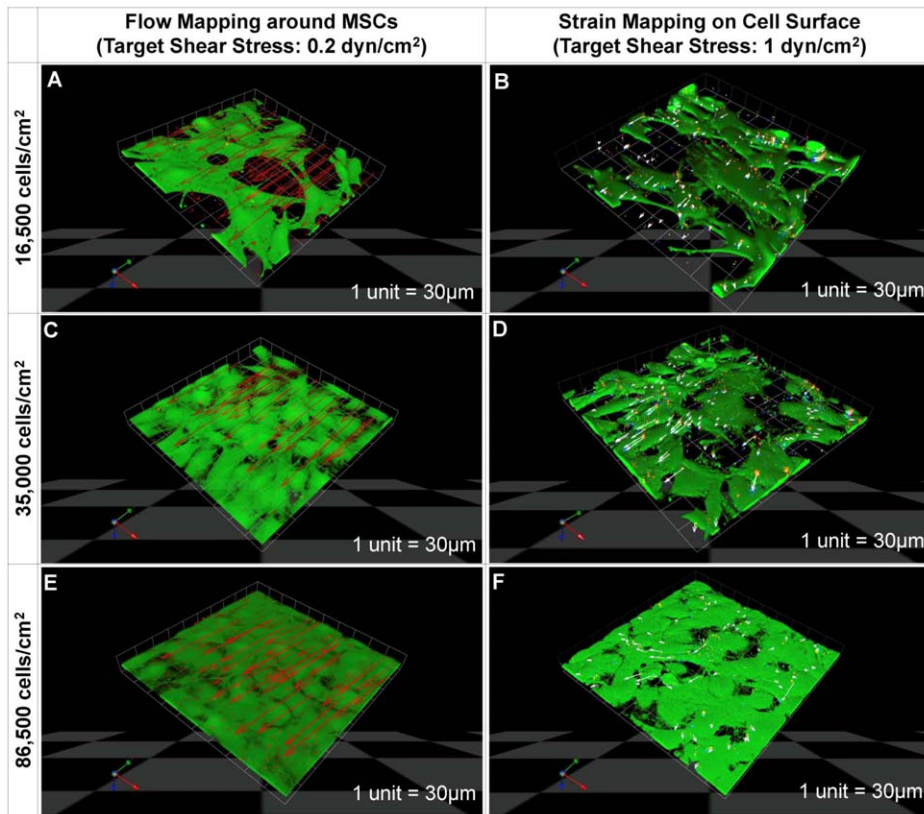 Flow Mapping around MSCs
(Target Shear Stress: 0.2 dyn/cm²)
Strain Mapping on Cell Surface
(Target Shear Stress: 1 dyn/cm²)
16,500 cells/cm²
A
1 unit = 30µm
B
1 unit = 30µm
35,000 cells/cm²
C
1 unit = 30µm
D
1 unit = 30µm
86,500 cells/cm²
E
1 unit = 30µm
F
1 unit = 30µm